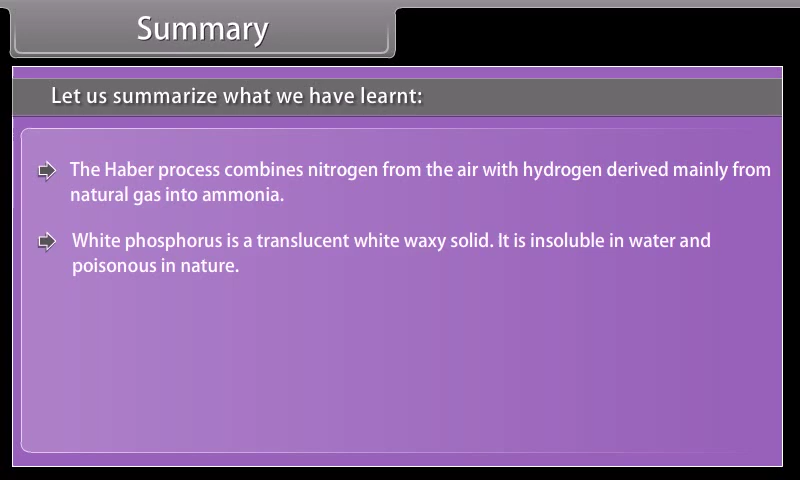 Summary
Let us summarize what we have learnt:
The Haber process combines nitrogen from the air with hydrogen derived mainly from
natural gas into ammonia.
White phosphorus is a translucent white waxy solid. It is insoluble in water and
poisonous in nature.